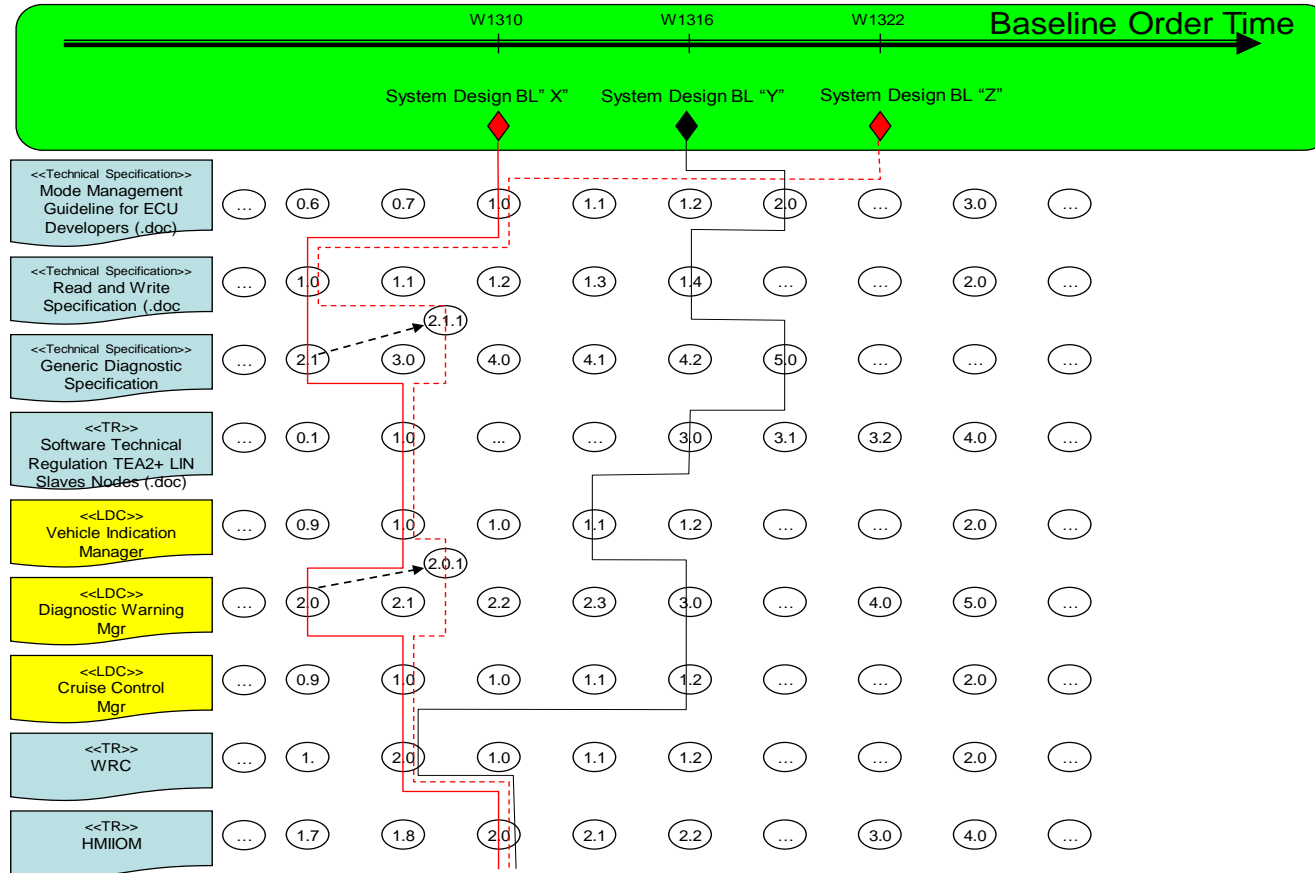 W1310 W1316 W1322
Baseline Order Time
System Design BL” X” System Design BL “Y” System Design BL “Z”
<<Technical Specification>>
Mode Management
Guideline for ECU
Developers (.doc)
... 0.6 0.7 1.0 1.1 1.2 2.0 ... 3.0 ...
<<Technical Specification>>
Read and Write
Specification (.doc
... 1.0 1.1 1.2 1.3 1.4 ... ... 2.0 ...
2.1.1
<<Technical Specification>>
Generic Diagnostic
Specification
... 2.1 3.0 4.0 4.1 4.2 5.0 ... ... ...
<<TR>>
Software Technical
Regulation TEA2+ LIN
Slaves Nodes (.doc)
... 0.1 1.0 ... ... 3.0 3.1 3.2 4.0 ...
<<LDC>>
Vehicle Indication
Manager
... 0.9 1.0 1.0 1.1 1.2 ... ... 2.0 ...
2.0.1
<<LDC>>
Diagnostic Warning
Mgr
... 2.0 2.1 2.2 2.3 3.0 ... 4.0 5.0 ...
<<LDC>>
Cruise Control
Mgr
... 0.9 1.0 1.0 1.1 1.2 ... ... 2.0 ...
<<TR>>
WRC
... 1. 2.0 1.0 1.1 1.2 ... ... 2.0 ...
<<TR>>
HMIIOM
... 1.7 1.8 2.0 2.1 2.2 ... 3.0 4.0 ...